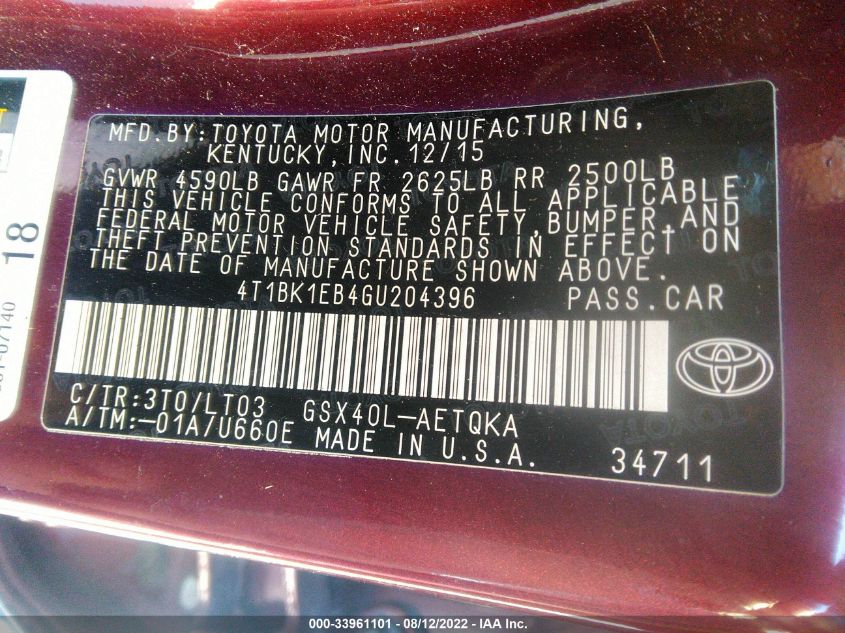 MFD.BY:TOYOTA MOTOR MANUFACTURING,
KENTUCKY,INC.12/15
GVWR 4590LB GAWR FR 2625LB RR 2500LB
THIS VEHICLE CONFORMS TO ALL APPLICABLE
FEDERAL MOTOR VEHICLE SAFETY,BUMPER,AND
THEFT PREVENTION STANDARDS IN EFFECT ON
THE DATE OF MANUFACTURE SHOWN ABOVE.
4T1BK1EB4GU204396 PASS.CAR
C/TR:3T0/LT03 GSX40L-AETQKA
A/TM:-01A/U660E MADE IN U.S.A.
34711
18
000-33961101 - 08/12/2022 - IAA Inc.